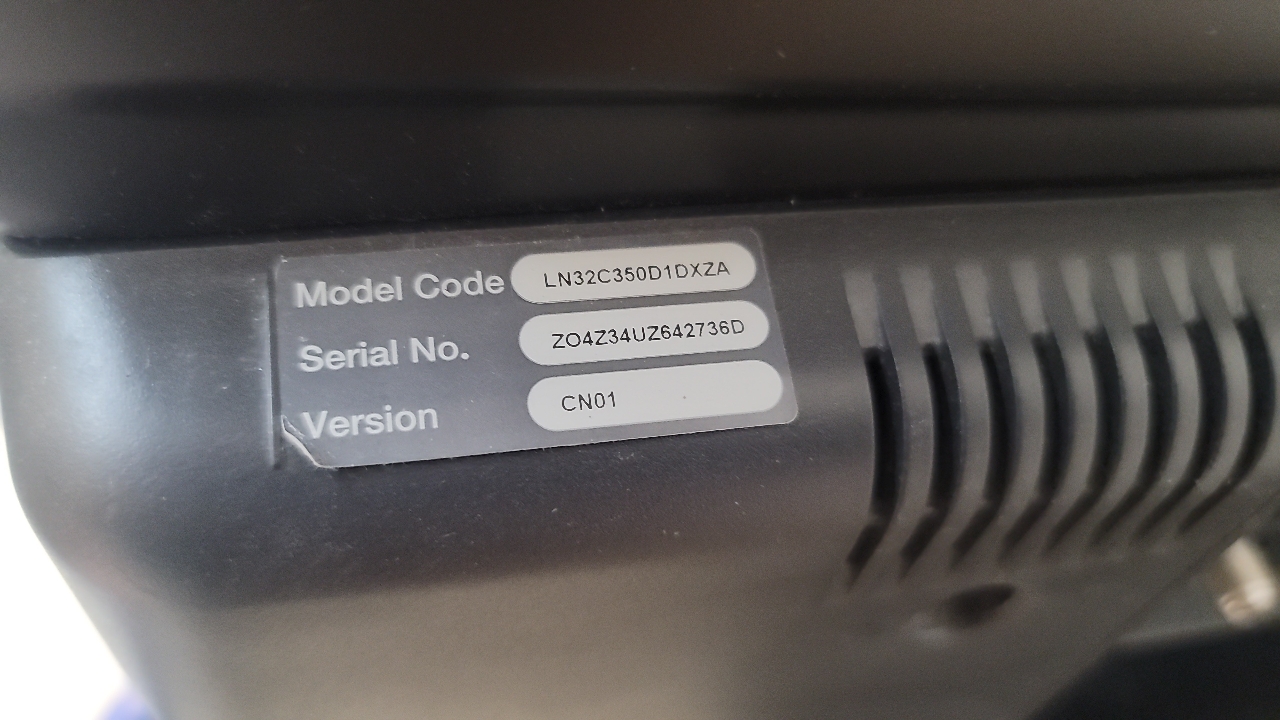 Model Code LN32C350D1DXZA
Serial No. ZO4Z34UZ642736D
Version CN01